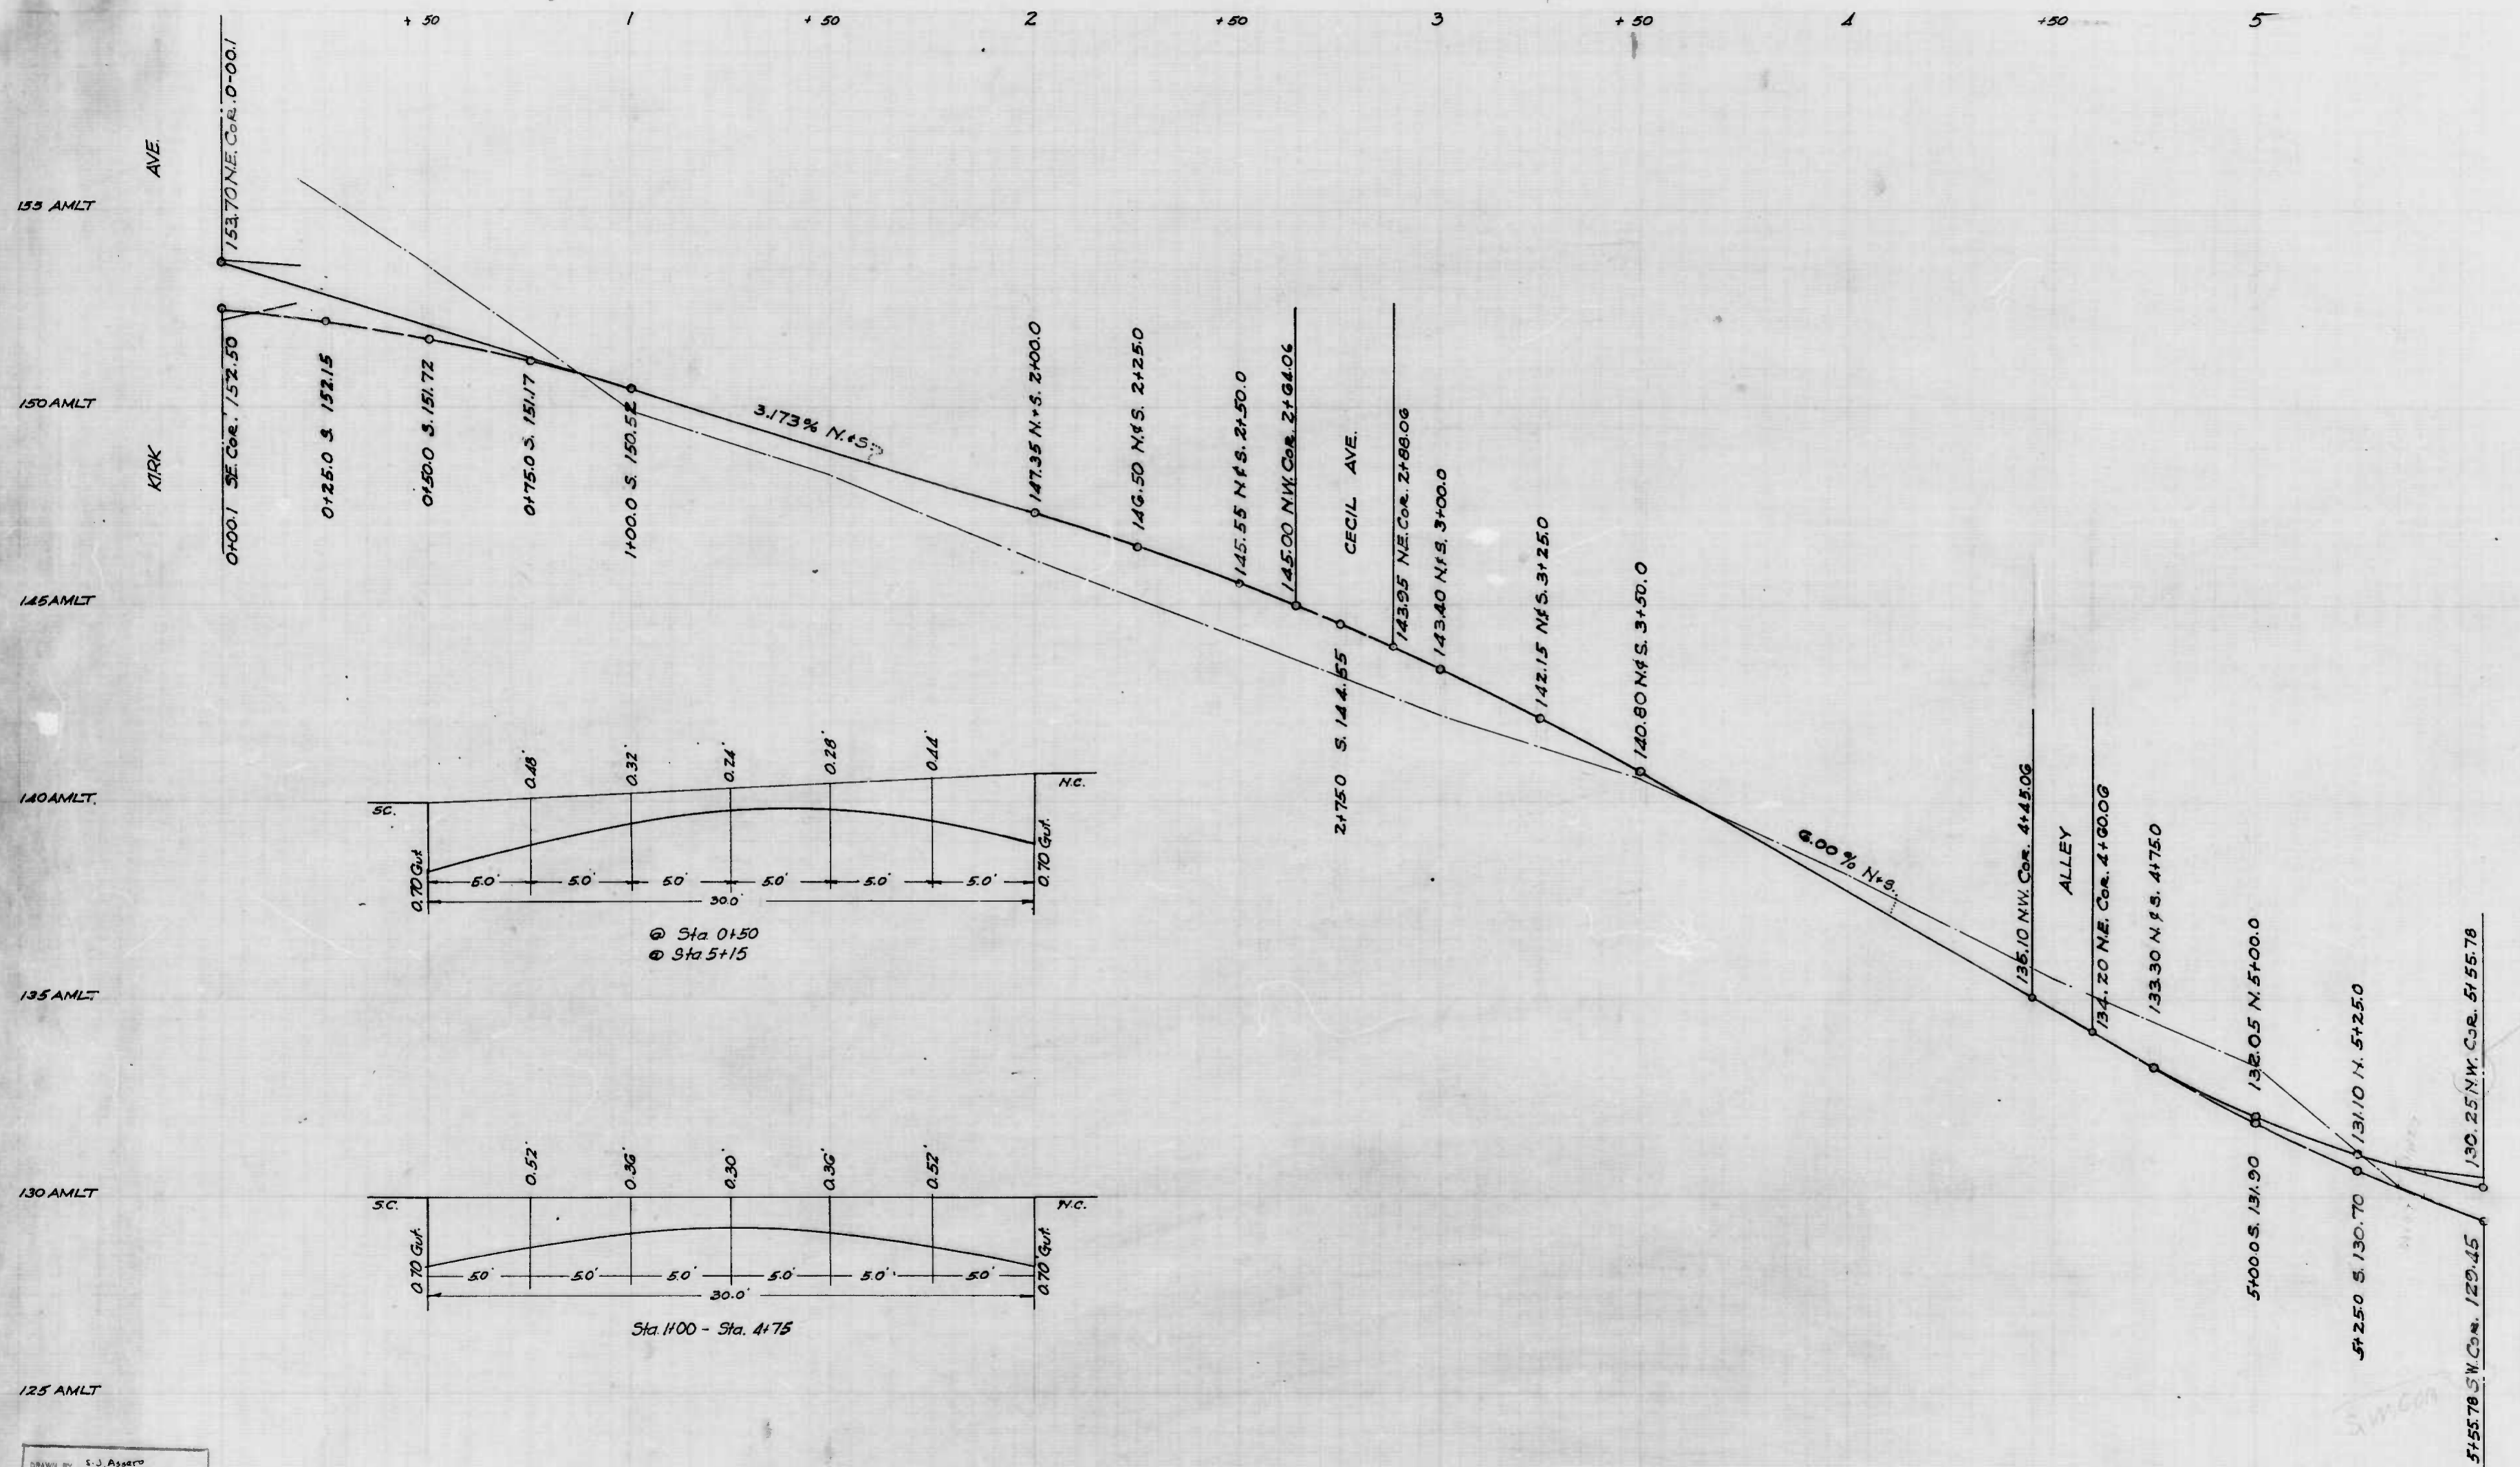 + 50
1
+ 50
2
+50
3
+ 50
4
+50
5
AVE.
KIRK
155 AMLT
150 AMLT
145 AMLT
140 AMLT.
135 AMLT
130 AMLT
125 AMLT
153.70 N.E. COR. 0-00.1
0+00.1 S.E. COR. 152.50
0+25.0 S. 152.15
0+50.0 S. 151.72
0+75.0 S. 151.17
1+00.0 S. 150.52
3.173% N.+S.
147.35 N.+S. 2+00.0
146.50 N.&S. 2+25.0
145.55 N.&S. 2+50.0
145.00 N.W. COR. 2+64.06
CECIL AVE.
2+75.0 S. 144.55
143.95 N.E. COR. 2+88.06
143.40 N.&S. 3+00.0
142.15 N.&S. 3+25.0
140.80 N.&S. 3+50.0
6.00 % N+S.
135.10 N.W. COR. 4+45.06
ALLEY
134.20 N.E. COR. 4+60.06
133.30 N.&S. 4+75.0
132.05 N. 5+00.0
5+00.0 S. 131.90
131.10 N. 5+25.0
5+25.0 S. 130.70
130.25 N.W. COR. 5+55.78
5+55.78 S.W. COR. 129.45
S.W. COR
0.48'
0.32'
0.24'
0.28'
0.44'
S.C.
N.C.
0.70 Gut.
5.0'
5.0'
5.0'
5.0'
5.0'
5.0'
0.70 Gut.
30.0'
@ Sta. 0+50
@ Sta 5+15
0.52'
0.36'
0.30'
0.36'
0.52'
S.C.
N.C.
0.70 Gut.
5.0'
5.0'
5.0'
5.0'
5.0'
5.0'
0.70 Gut.
30.0'
Sta. 1+00 - Sta. 4+75
DRAWN BY S.J. Asparo